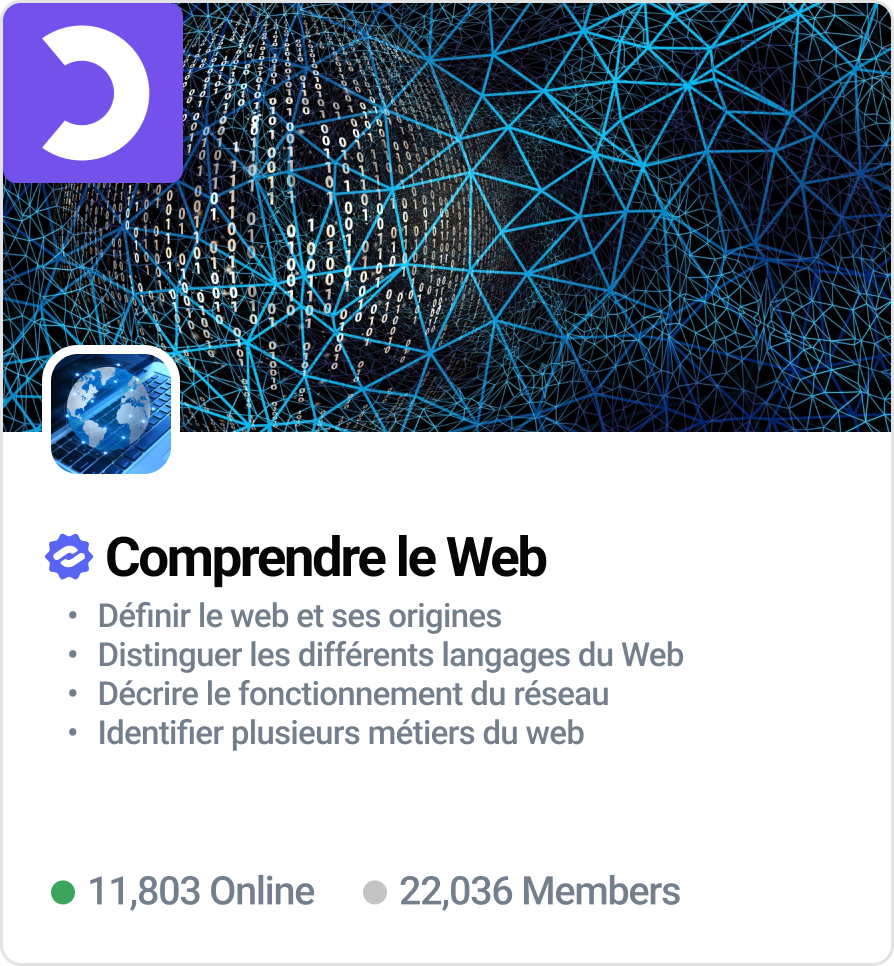 Comprendre le Web
• Définir le web et ses origines
• Distinguer les différents langages du Web
• Décrire le fonctionnement du réseau
• Identifier plusieurs métiers du web
11,803 Online
22,036 Members